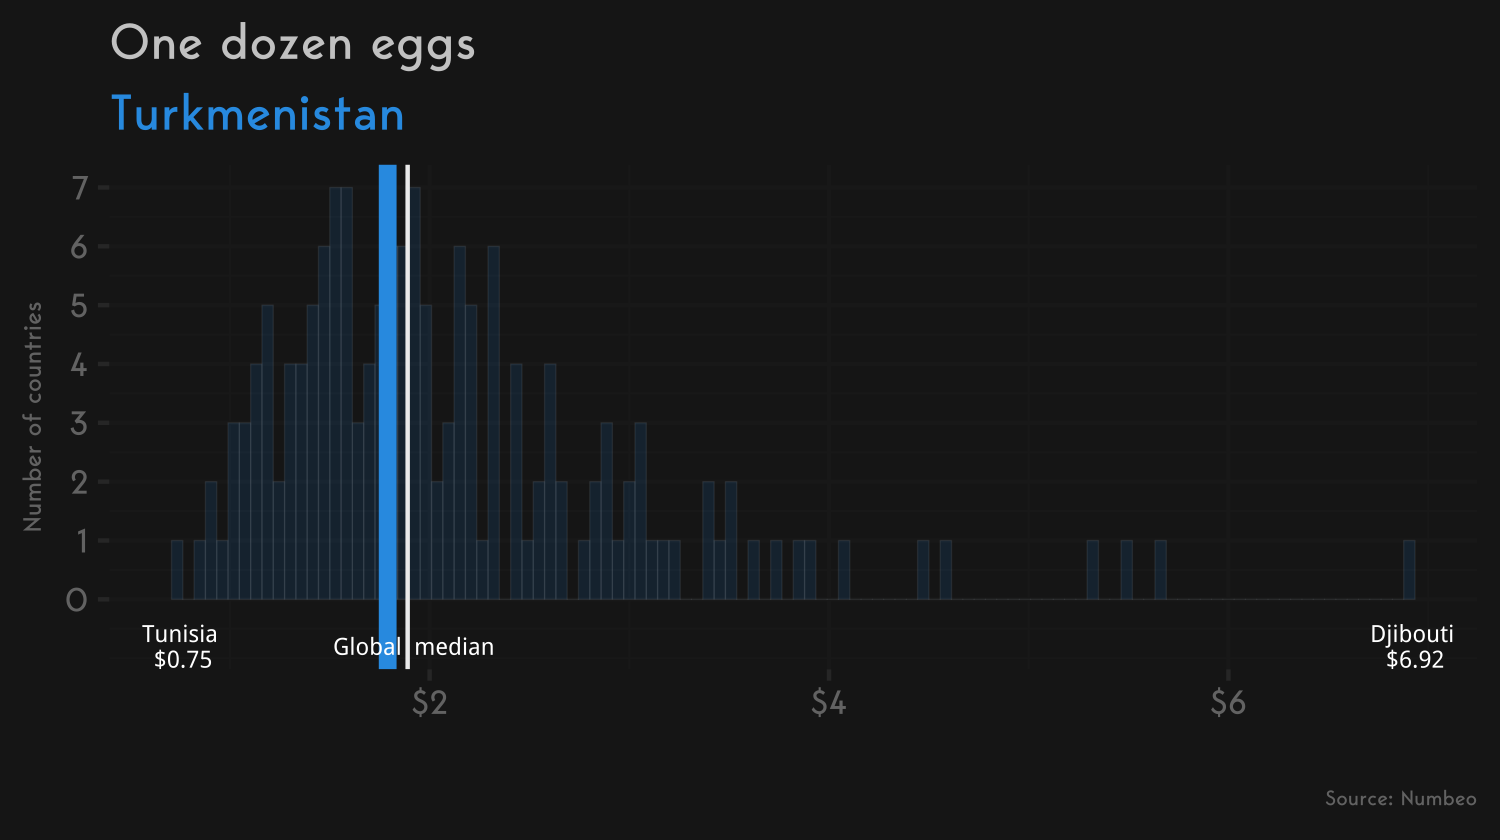 One dozen eggs
Turkmenistan
Number of countries
7
6
5
4
3
2
1
0
Tunisia
$0.75
Global median
Djibouti
$6.92
$2
$4
$6
Source: Numbeo